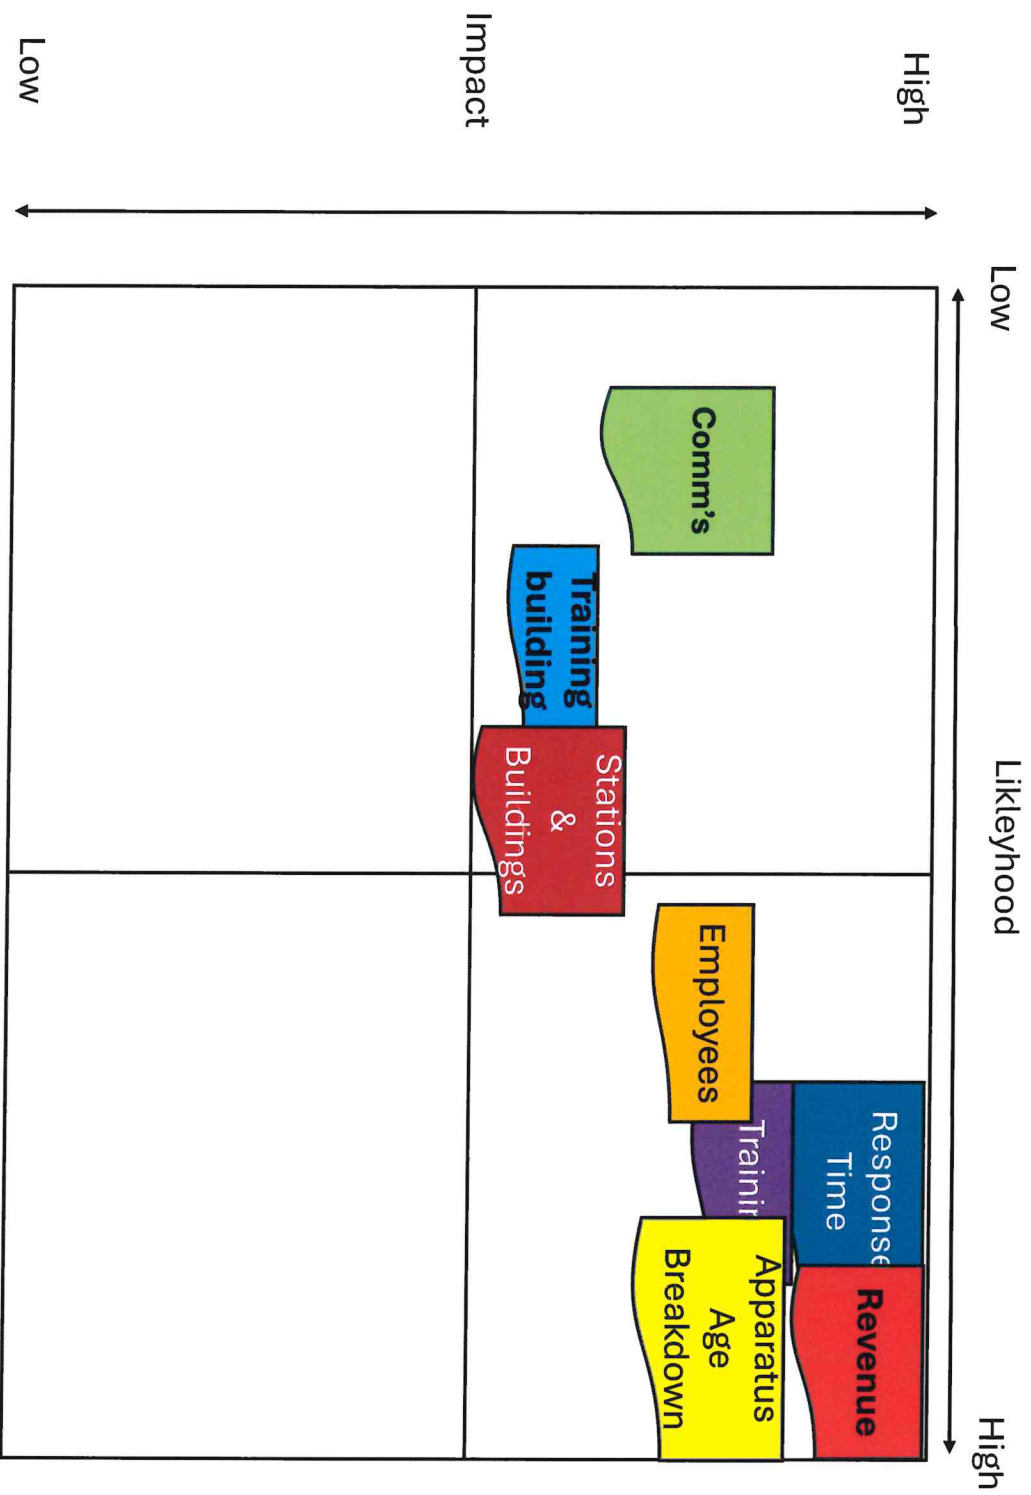 Low
Likleyhood
High
High
Impact
Low
Comm's
Training
building
Stations
&
Buildings
Employees
Response
Time
Revenue
Apparatus
Age
Breakdown